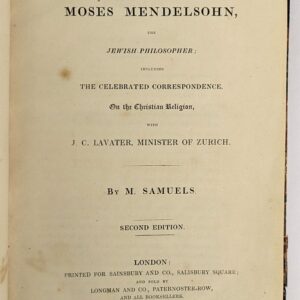 MOSES MENDELSOHN,
THE
JEWISH PHILOSOPHER;
INCLUDING
THE CELEBRATED CORRESPONDENCE,
On the Christian Religion,
WITH
J. C. LAVATER, MINISTER OF ZURICH.
By M. SAMUELS.
SECOND EDITION.
LONDON:
PRINTED FOR SAINSBURY AND CO., SALISBURY SQUARE;
AND SOLD BY
LONGMAN AND CO., PATERNOSTER-ROW,
AND ALL BOOKSELLERS.